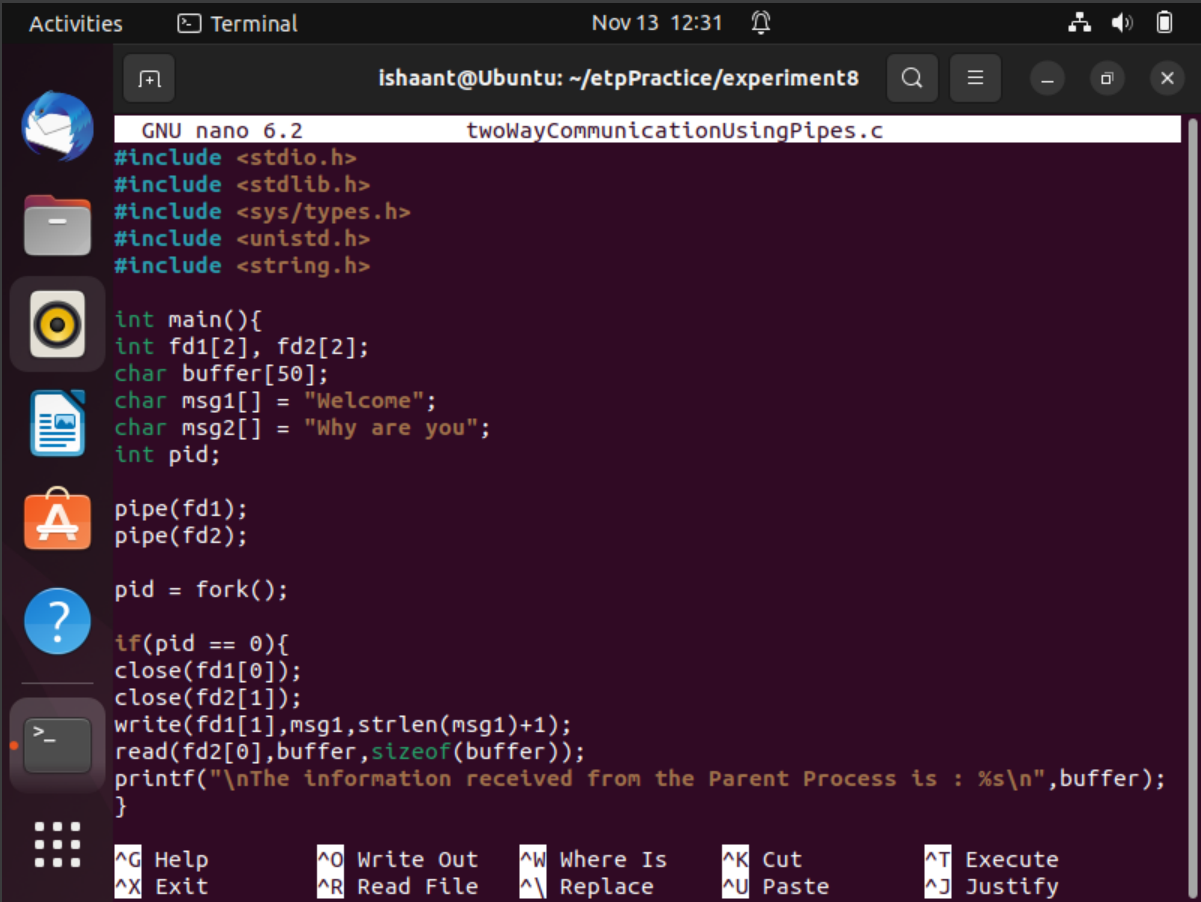 Activities Terminal Nov 13 12:31
ishaant@Ubuntu: ~/etpPractice/experiment8
GNU nano 6.2 twoWayCommunicationUsingPipes.c
#include <stdio.h>
#include <stdlib.h>
#include <sys/types.h>
#include <unistd.h>
#include <string.h>
int main(){
int fd1[2], fd2[2];
char buffer[50];
char msg1[] = "Welcome";
char msg2[] = "Why are you";
int pid;
pipe(fd1);
pipe(fd2);
pid = fork();
if(pid == 0){
close(fd1[0]);
close(fd2[1]);
write(fd1[1],msg1,strlen(msg1)+1);
read(fd2[0],buffer,sizeof(buffer));
printf("\nThe information received from the Parent Process is : %s\n",buffer);
}
^G Help ^O Write Out ^W Where Is ^K Cut ^T Execute
^X Exit ^R Read File ^\ Replace ^U Paste ^J Justify